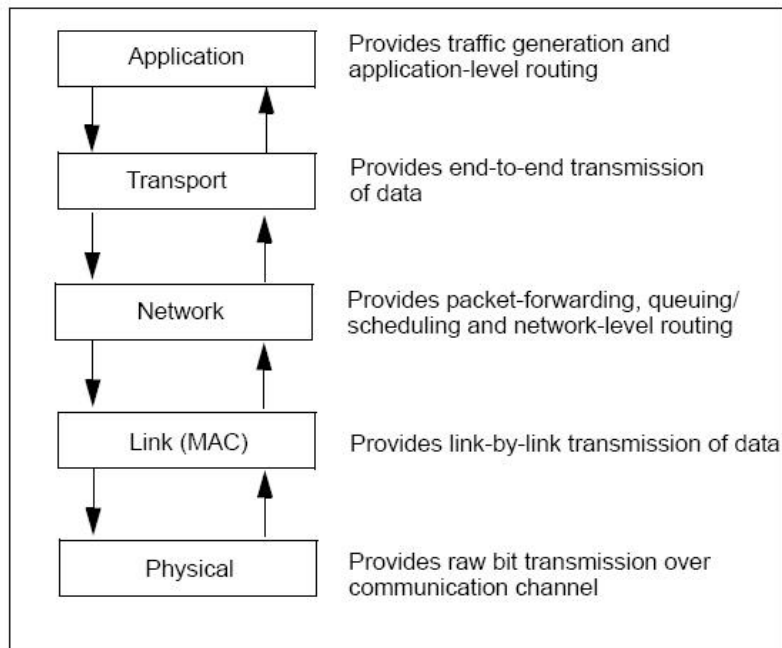 Application
Provides traffic generation and
application-level routing
Transport
Provides end-to-end transmission
of data
Network
Provides packet-forwarding, queuing/
scheduling and network-level routing
Link (MAC)
Provides link-by-link transmission of data
Physical
Provides raw bit transmission over
communication channel